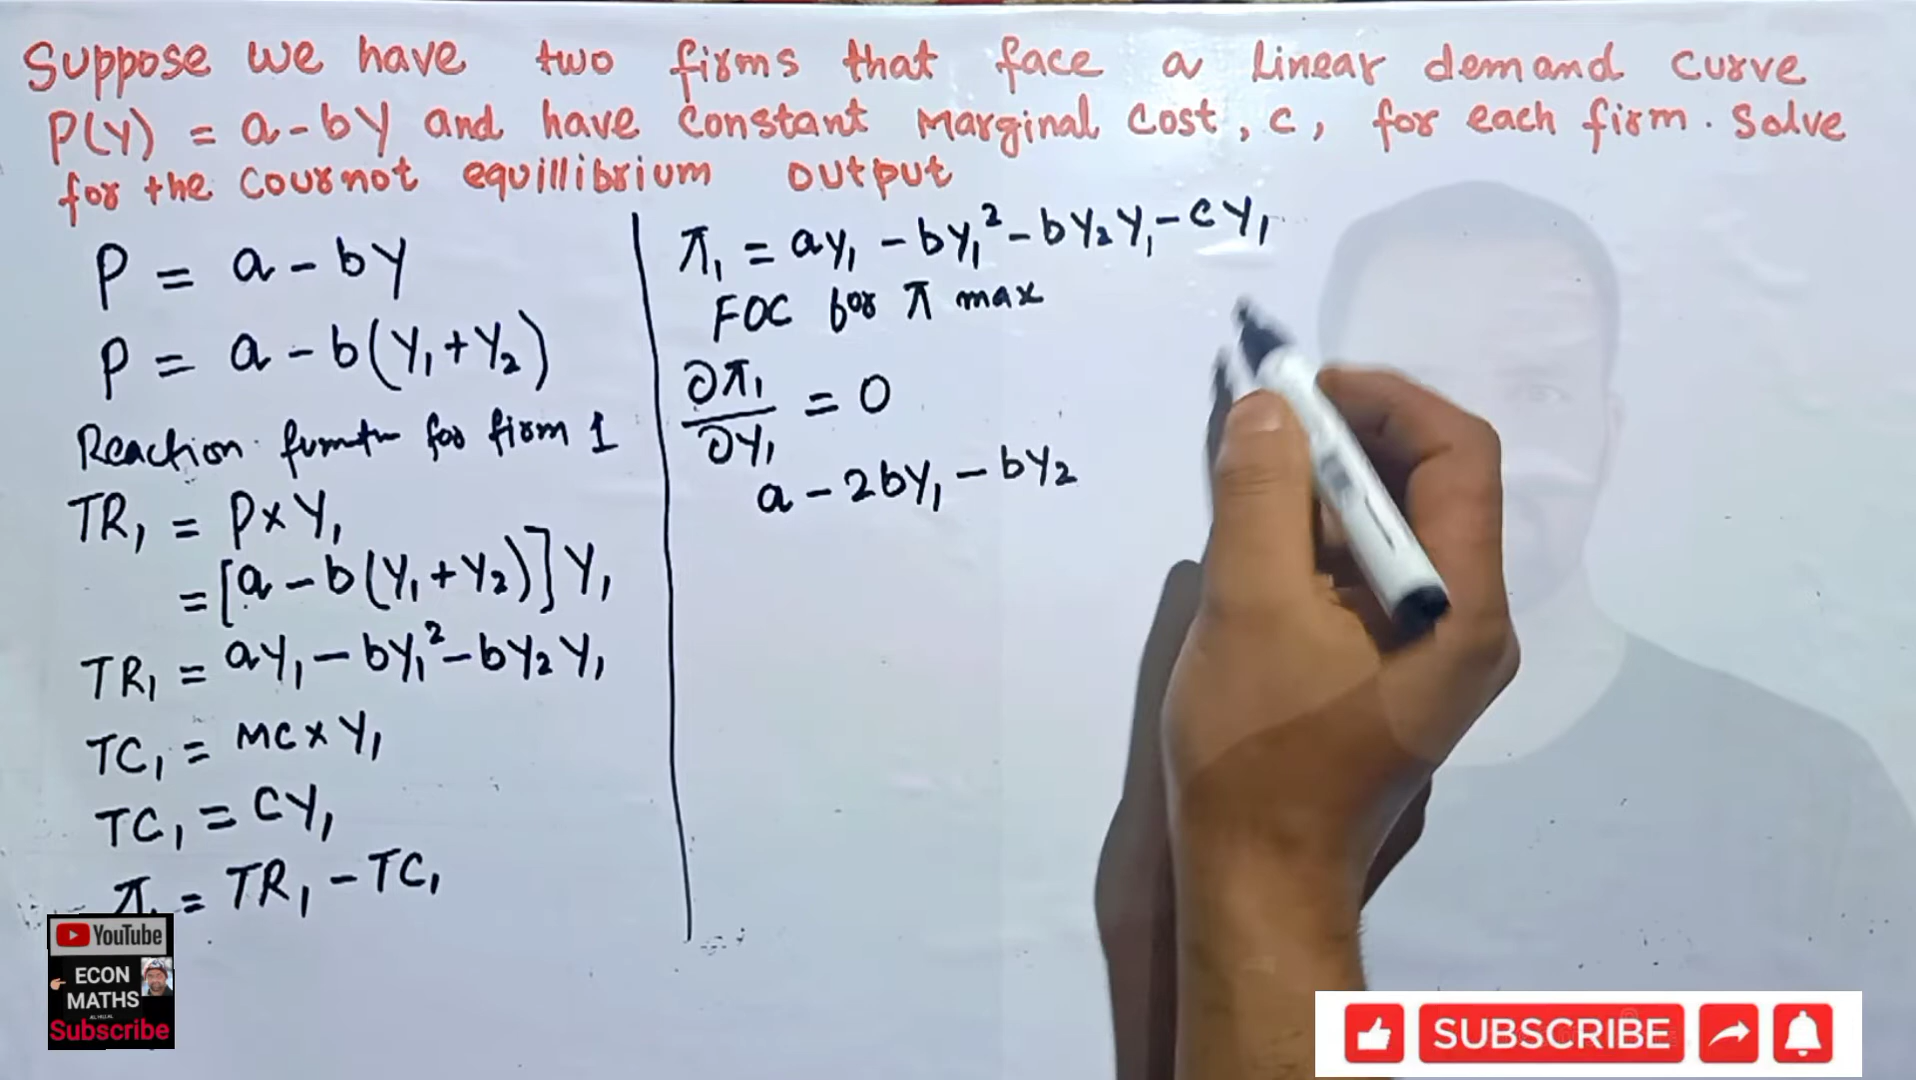 Suppose we have two firms that face a linear demand curve
P(Y) = a - bY and have constant marginal cost, c, for each firm. Solve
for the cournot equillibrium output
P = a - bY
P = a - b(Y₁ + Y₂)
Reaction for firm 1
TR₁ = P × Y₁
= [a - b(Y₁ + Y₂)] Y₁
TR₁ = aY₁ - bY₁² - bY₂Y₁
TC₁ = MC × Y₁
TC₁ = CY₁
π₁ = TR₁ - TC₁
π₁ = aY₁ - bY₁² - bY₂Y₁ - CY₁
FOC for π max
∂π₁/∂Y₁ = 0
a - 2bY₁ - bY₂
YouTube
ECON
MATHS
Subscribe
SUBSCRIBE